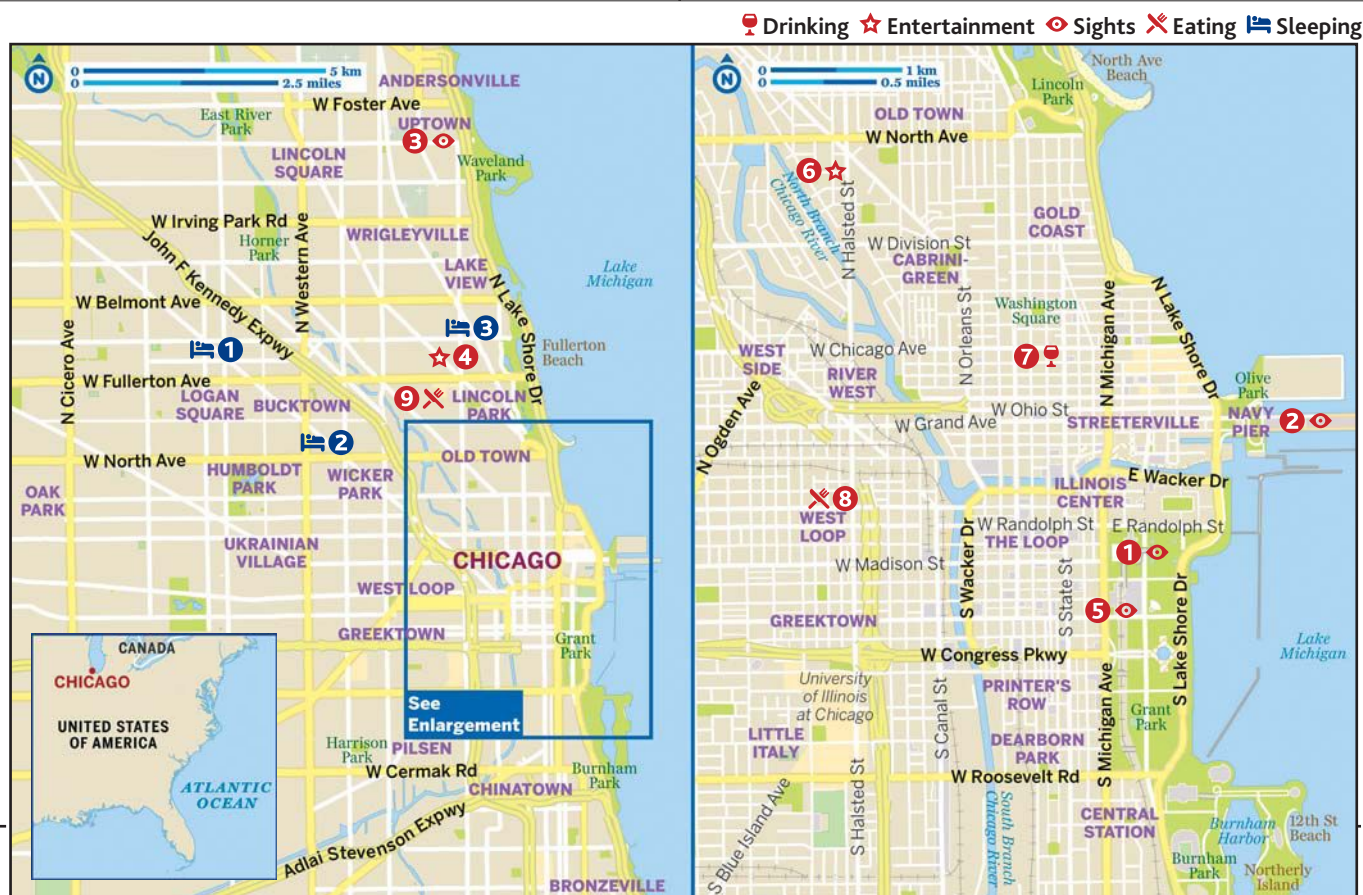 Drinking Entertainment Sights Eating Sleeping
N
0 5 km
0 2.5 miles
ANDERSONVILLE
W Foster Ave
East River
Park
UPTOWN
3
LINCOLN
SQUARE
Waveland
Park
W Irving Park Rd
Horner
Park
N Western Ave
WRIGLEYVILLE
John F Kennedy Expwy
LAKE
VIEW
Lake
Michigan
W Belmont Ave
N Lake Shore Dr
N Cicero Ave
1
3
4
Fullerton
Beach
W Fullerton Ave
LOGAN
SQUARE
BUCKTOWN
9
LINCOLN
PARK
2
W North Ave
OLD TOWN
HUMBOLDT
PARK
WICKER
PARK
OAK
PARK
UKRAINIAN
VILLAGE
CHICAGO
WEST LOOP
GREEKTOWN
Grant
Park
See
Enlargement
Harrison
Park
PILSEN
W Cermak Rd
Burnham
Park
CHINATOWN
Adlai Stevenson Expwy
BRONZEVILLE
CANADA
CHICAGO
UNITED STATES
OF AMERICA
ATLANTIC
OCEAN
N
0 1 km
0 0.5 miles
North Ave
Beach
Lincoln
Park
OLD TOWN
W North Ave
6
North Branch
Chicago River
N Halsted St
GOLD
COAST
W Division St
CABRINI-
GREEN
N Orleans St
Washington
Square
N Michigan Ave
N Lake Shore Dr
WEST
SIDE
W Chicago Ave
7
RIVER
WEST
N Ogden Ave
Olive
Park
W Ohio St
W Grand Ave
STREETERVILLE
NAVY
PIER
2
E Wacker Dr
ILLINOIS
CENTER
8
WEST
LOOP
W Randolph St
E Randolph St
THE LOOP
1
W Madison St
S Wacker Dr
S State St
5
GREEKTOWN
S Lake Shore Dr
Lake
Michigan
W Congress Pkwy
University
of Illinois
at Chicago
PRINTER'S
ROW
S Canal St
S Michigan Ave
Grant
Park
LITTLE
ITALY
DEARBORN
PARK
W Roosevelt Rd
S Blue Island Ave
S Halsted St
South Branch
Chicago River
CENTRAL
STATION
Burnham
Harbor
12th St
Beach
Burnham
Park
Northerly
Island